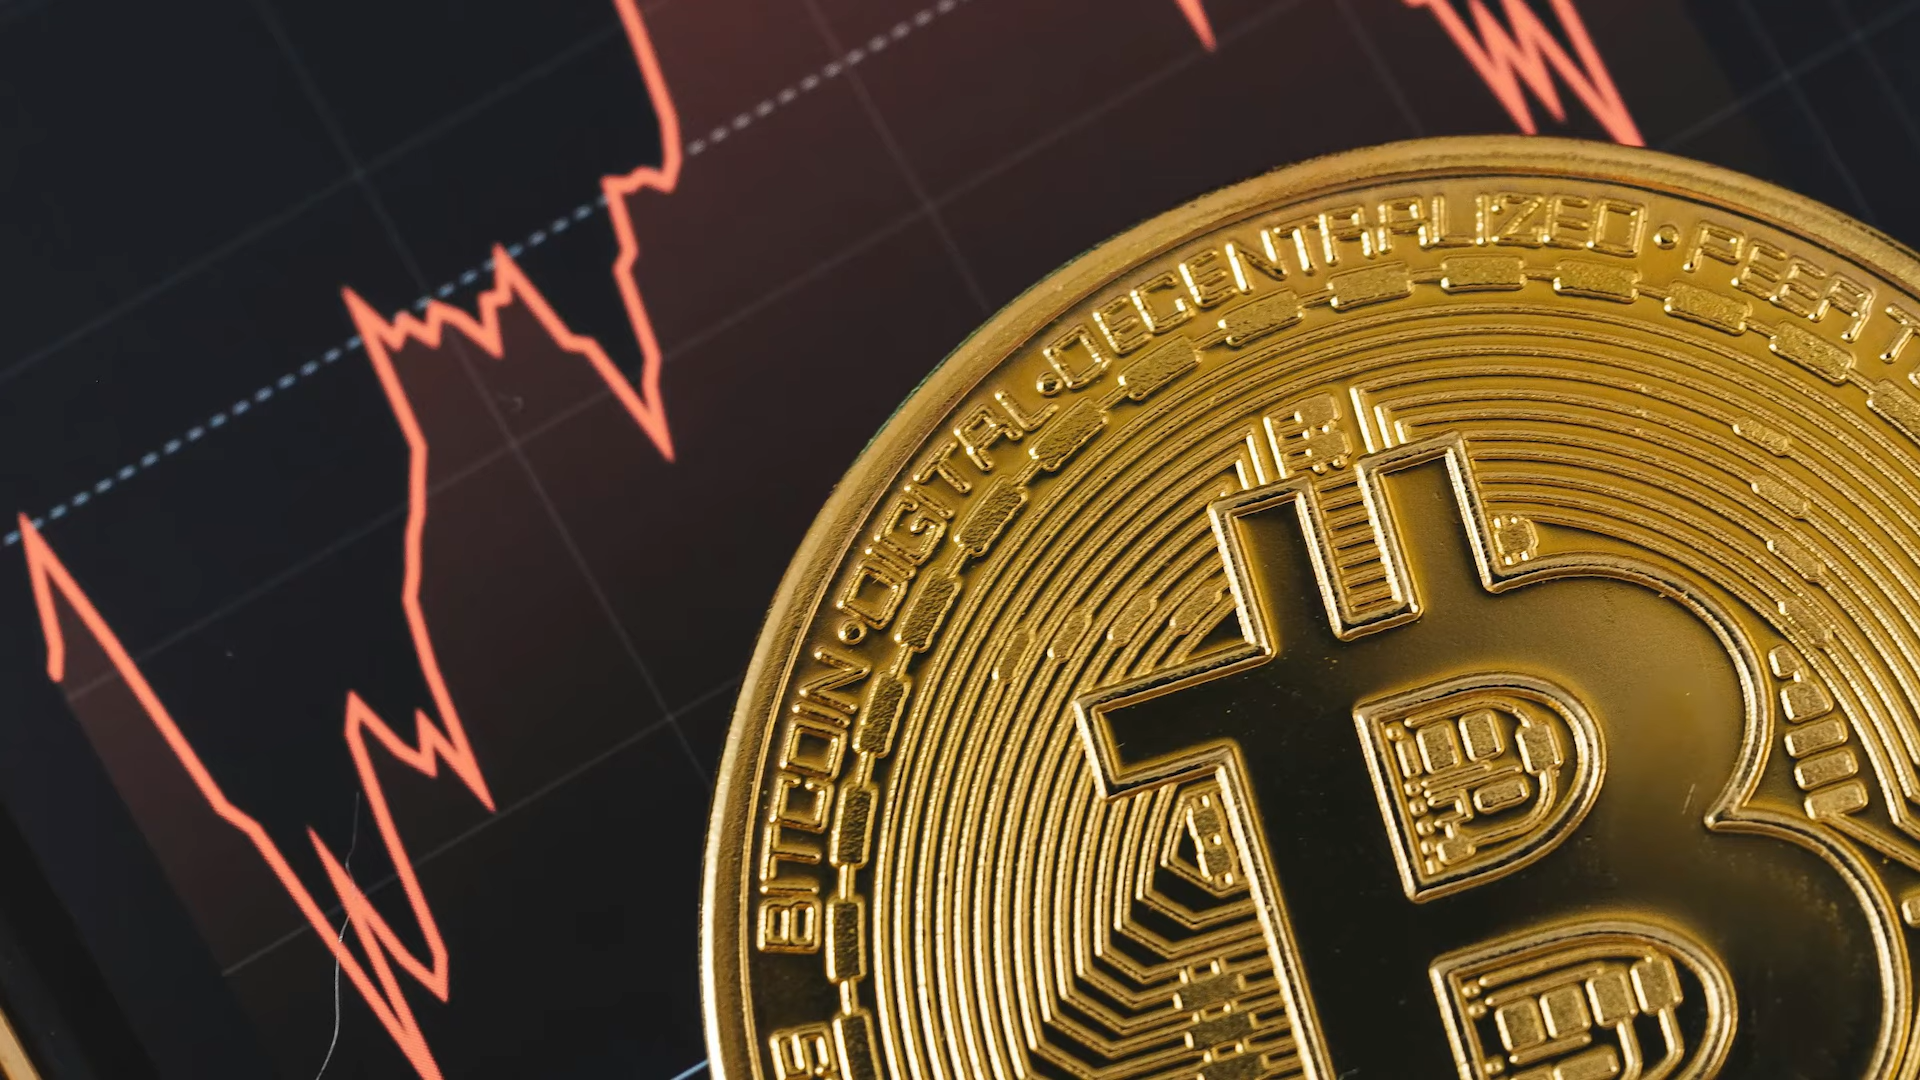 BITCOIN • DIGITAL • DECENTRALIZED • PEER T